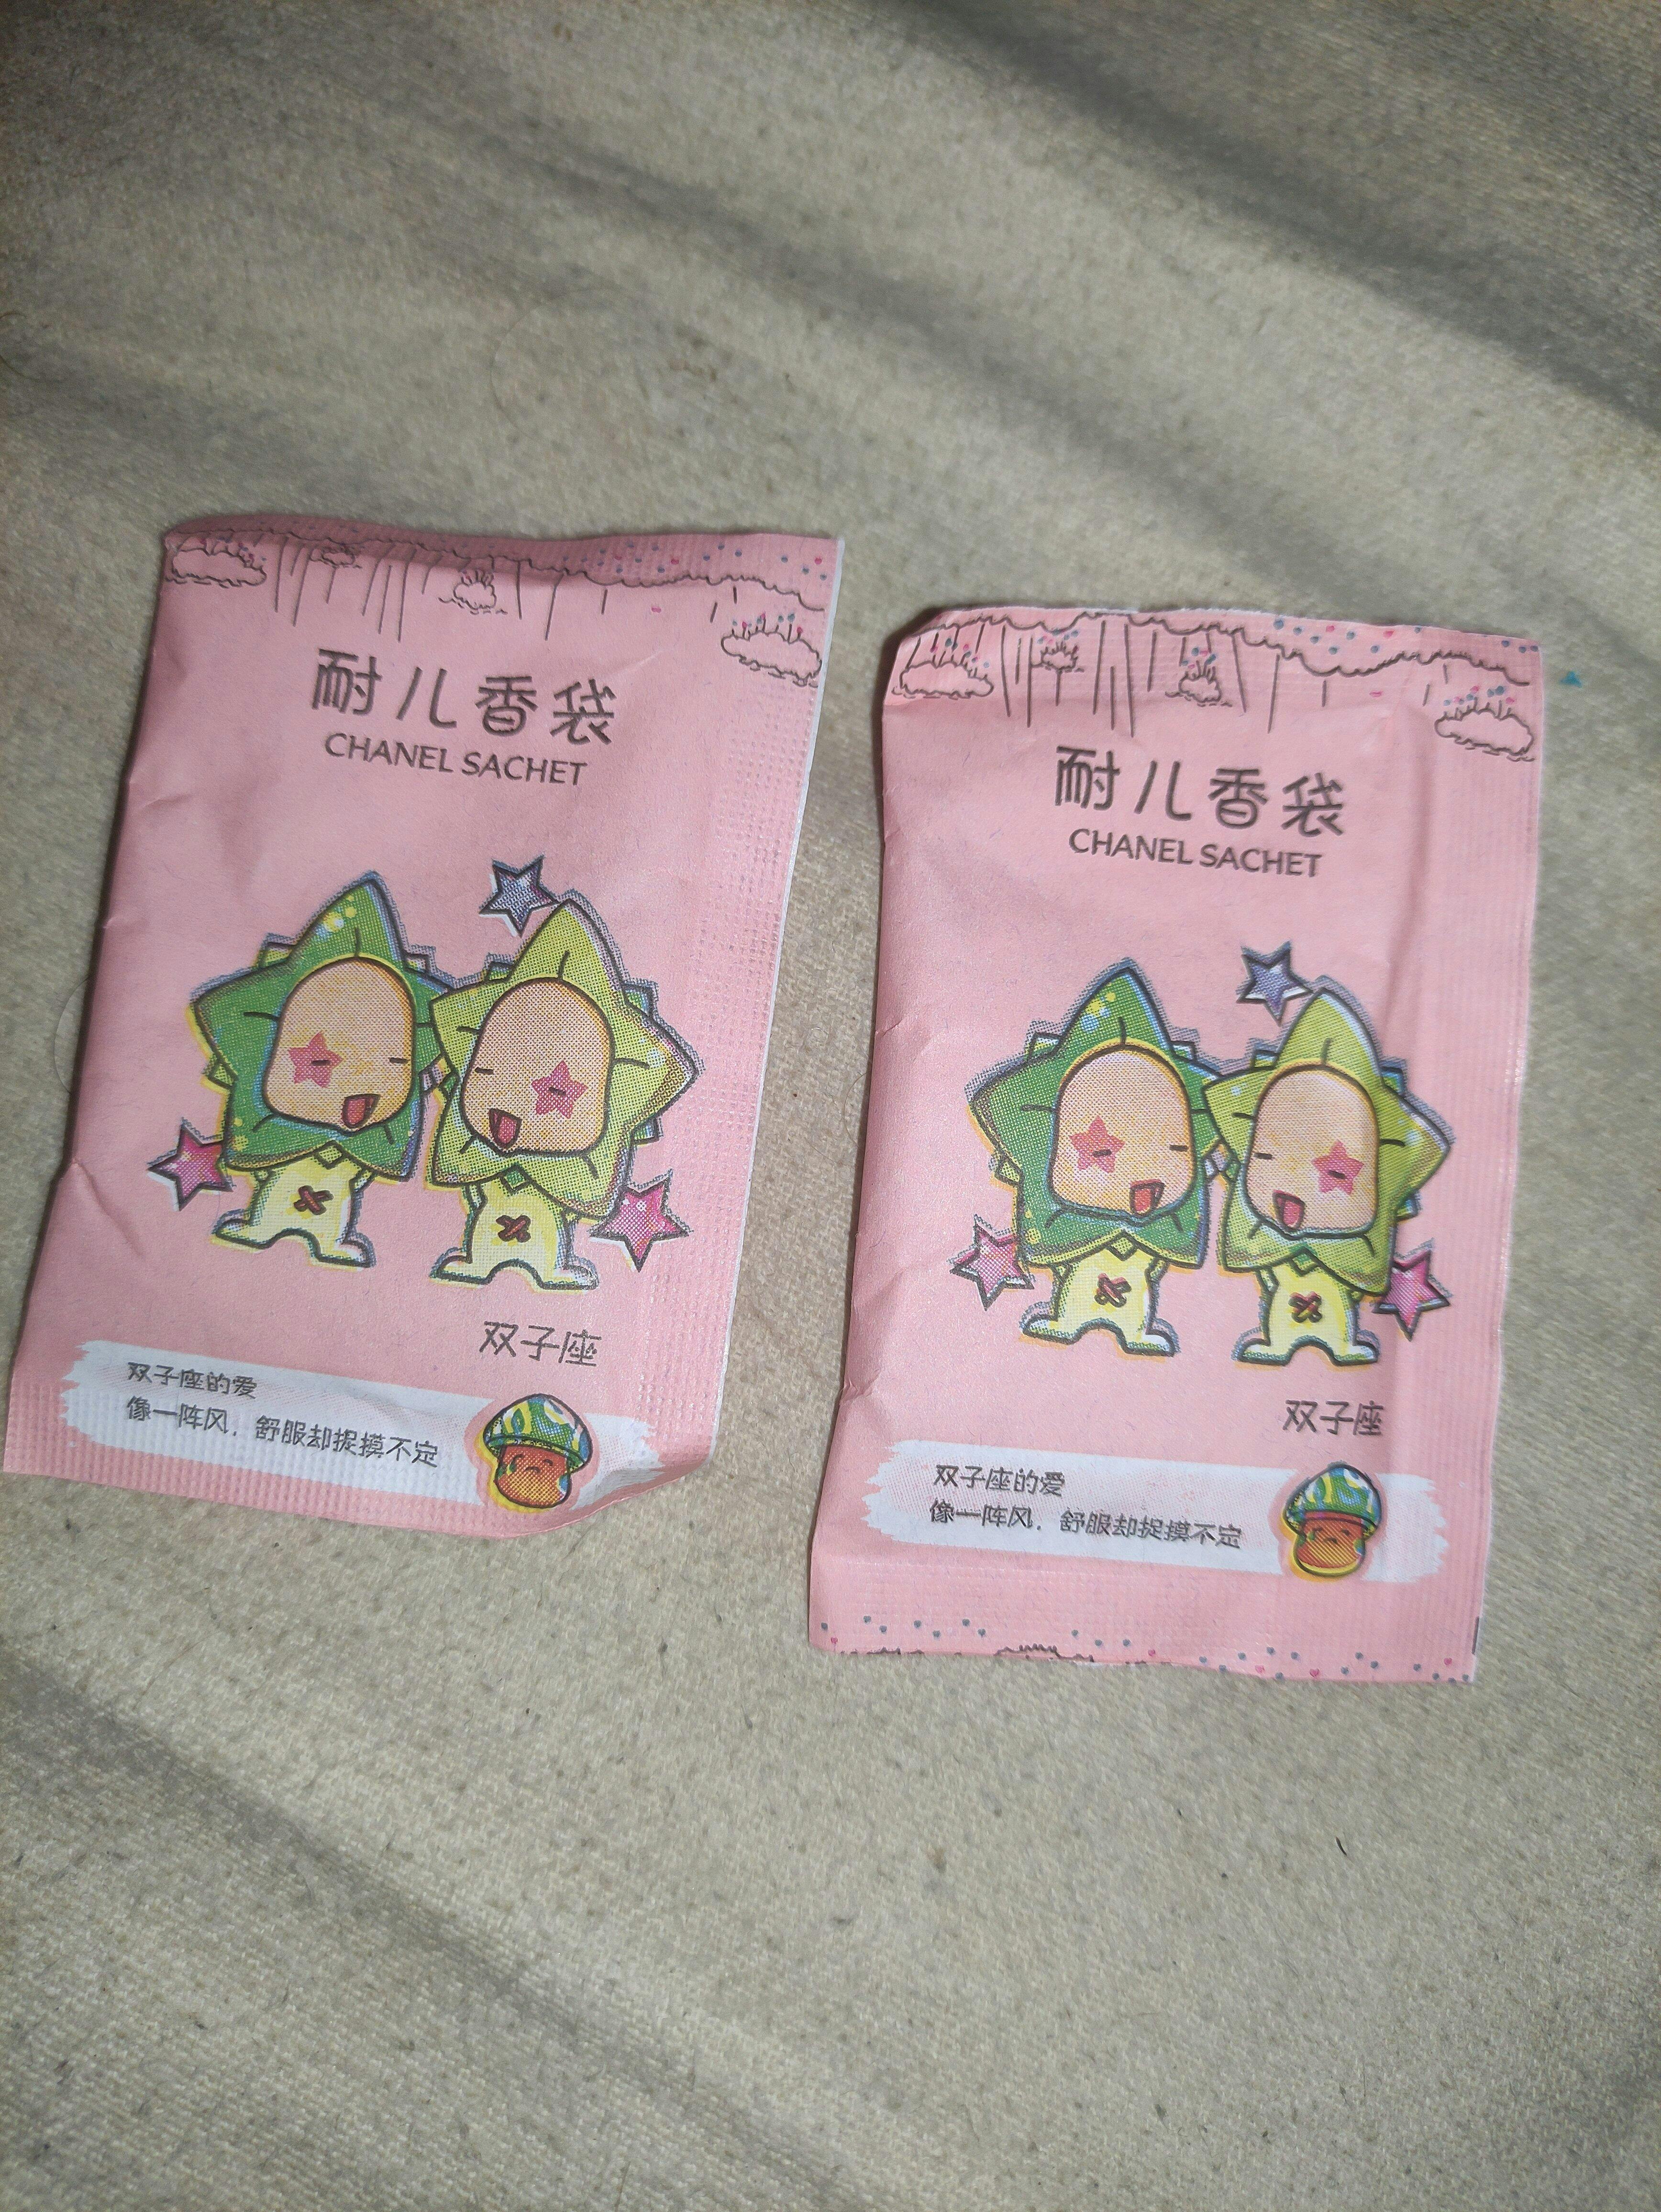 耐儿香袋
CHANEL SACHET
双子座
双子座的爱
像一阵风，舒服却捉摸不定
耐儿香袋
CHANEL SACHET
双子座
双子座的爱
像一阵风，舒服却捉摸不定